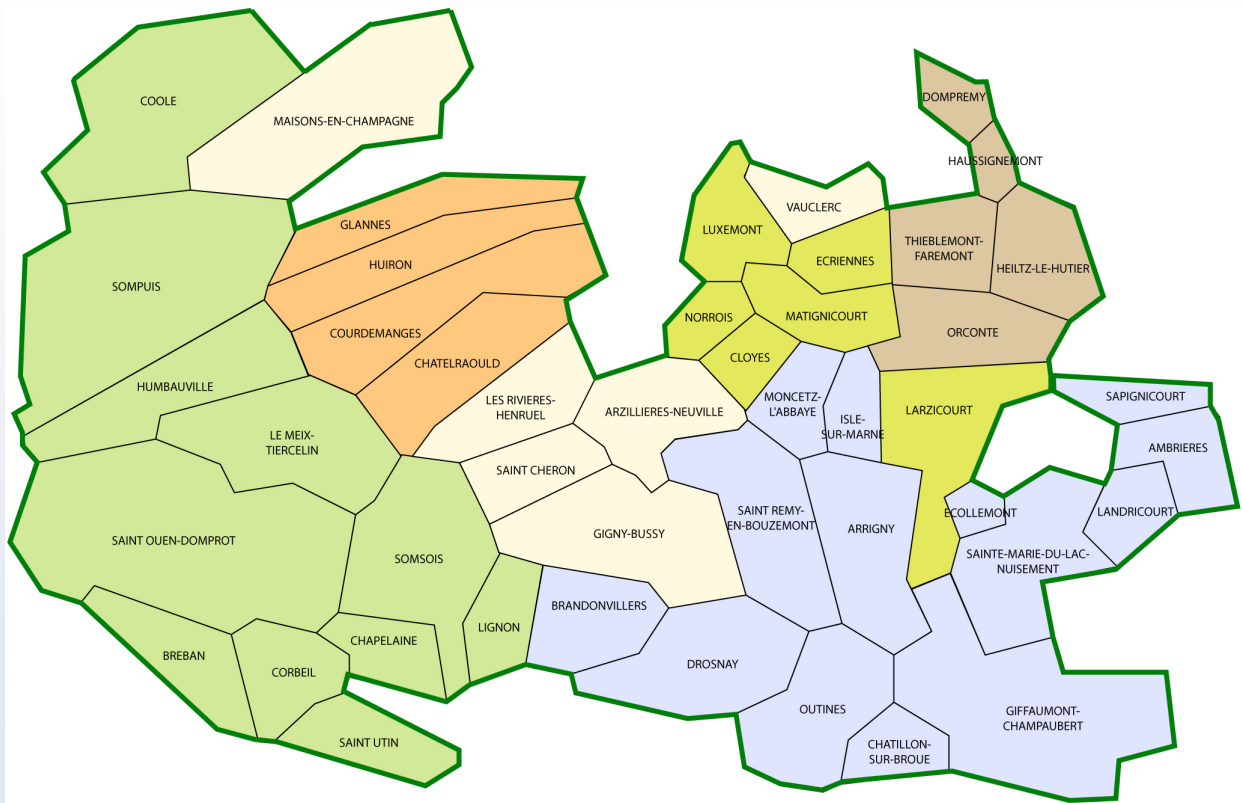 COOLE
MAISONS-EN-CHAMPAGNE
DOMPREMY
HAUSSIGNEMONT
VAUCLERC
GLANNES
LUXEMONT
THIEBLEMONT-
FAREMONT
HUIRON
ECRIENNES
HEILTZ-LE-HUTIER
SOMPUIS
NORROIS
MATIGNICOURT
COURDEMANGES
ORCONTE
CLOYES
CHATELRAOULD
HUMBAUVILLE
LES RIVIERES-
HENRUEL
ARZILLIERES-NEUVILLE
MONCETZ-
L'ABBAYE
ISLE-
SUR-MARNE
LARZICOURT
SAPIGNICOURT
LE MEIX-
TIERCELIN
AMBRIERES
SAINT CHERON
SAINT REMY-
EN-BOUZEMONT
ECOLLEMONT
LANDRICOURT
SAINT OUEN-DOMPROT
GIGNY-BUSSY
ARRIGNY
SOMSOIS
SAINTE-MARIE-DU-LAC-
NUISEMENT
BRANDONVILLERS
LIGNON
CHAPELAINE
BREBAN
DROSNAY
CORBEIL
OUTINES
GIFFAUMONT-
CHAMPAUBERT
SAINT UTIN
CHATILLON-
SUR-BROUE